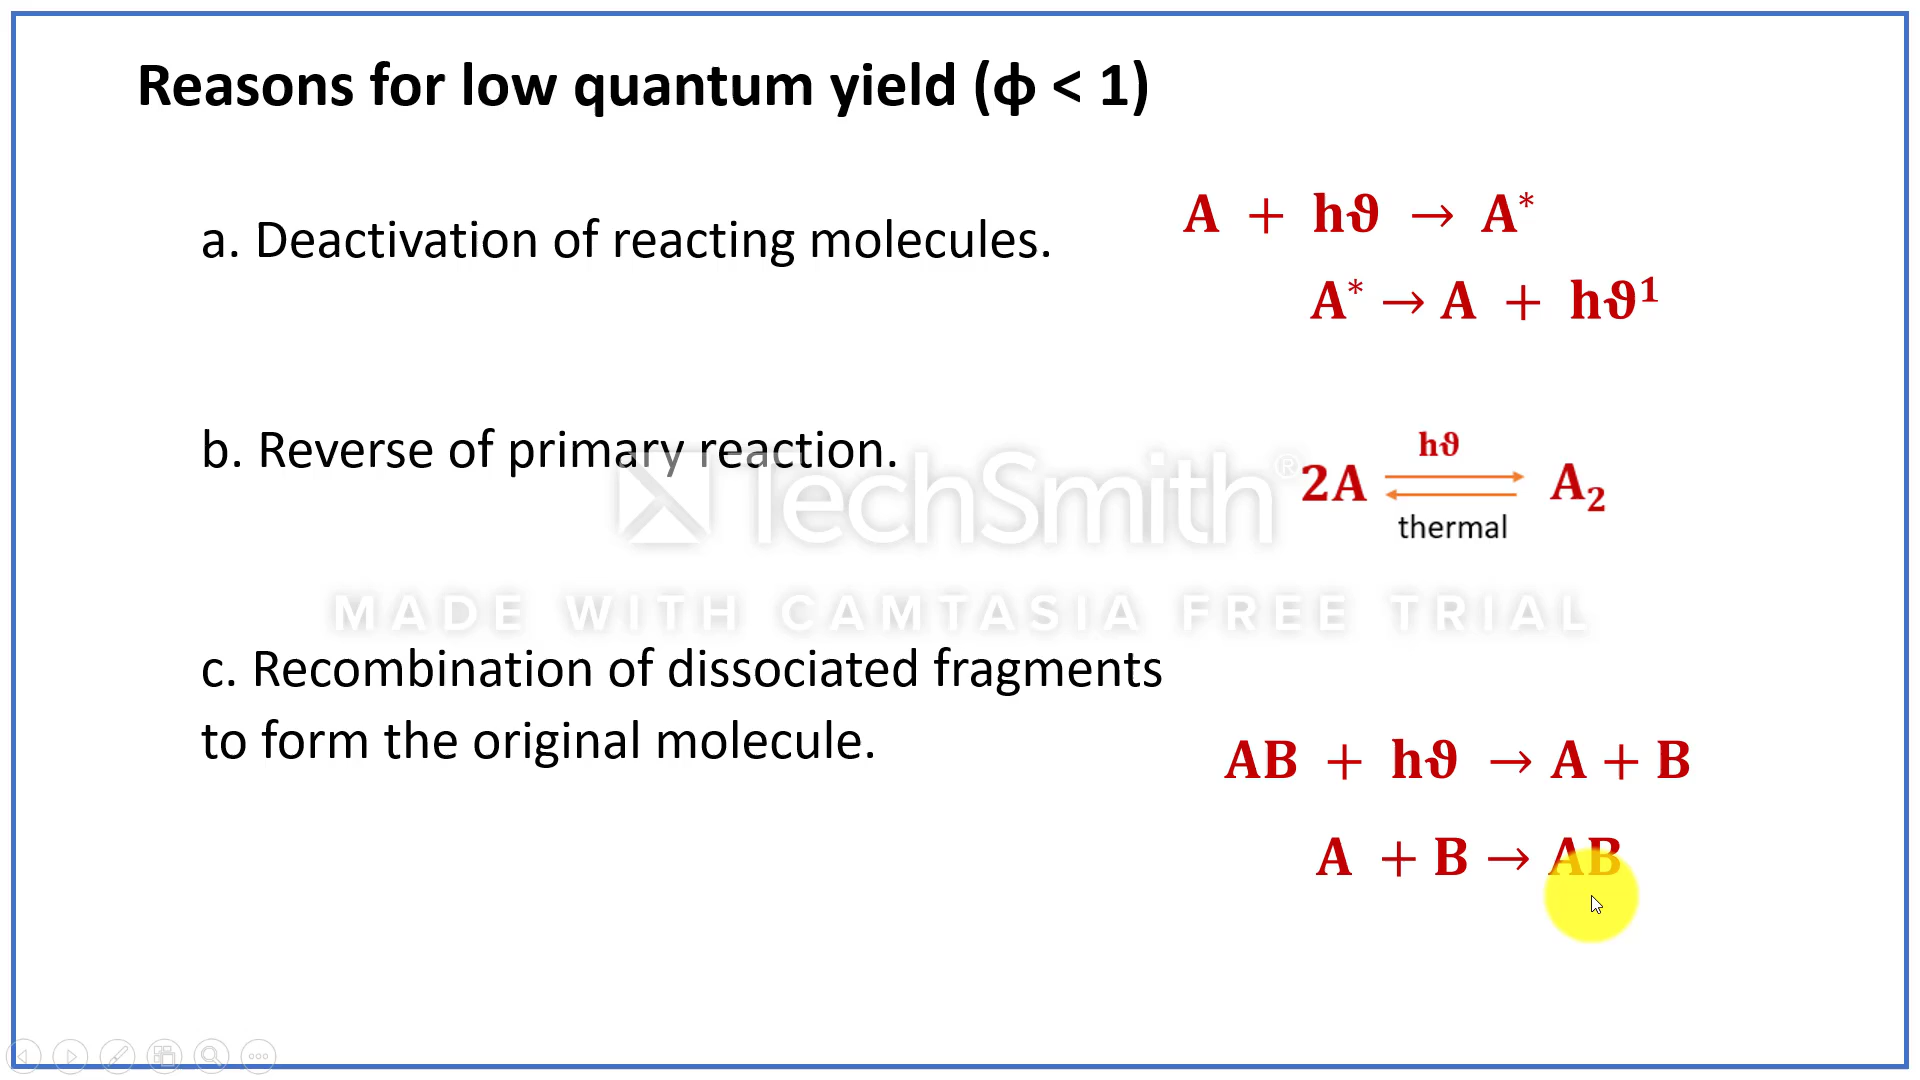 Reasons for low quantum yield (ϕ < 1)
a. Deactivation of reacting molecules.
A + hϑ → A*
A* → A + hϑ¹
b. Reverse of primary reaction.
hϑ
2A ⇄ A₂
thermal
TechSmith®
MADE WITH CAMTASIA FREE TRIAL
c. Recombination of dissociated fragments
to form the original molecule.
AB + hϑ → A + B
A + B → AB